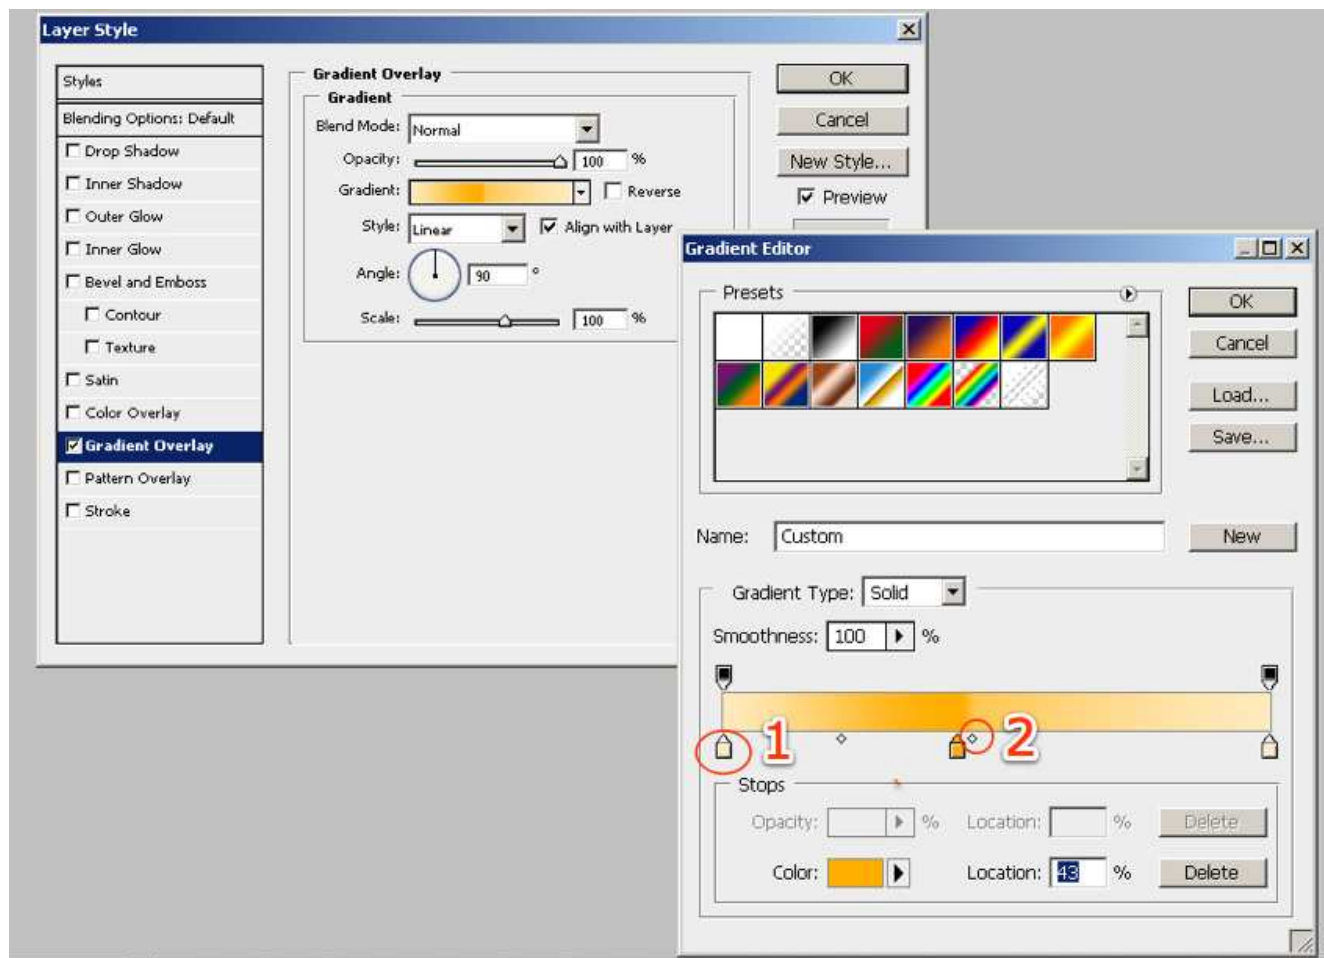 Layer Style
Styles
Blending Options: Default
Drop Shadow
Inner Shadow
Outer Glow
Inner Glow
Bevel and Emboss
Contour
Texture
Satin
Color Overlay
Gradient Overlay
Pattern Overlay
Stroke
Gradient Overlay
Gradient
Blend Mode: Normal
Opacity: 100 %
Gradient: Reverse
Style: Linear Align with Layer
Angle: 90 °
Scale: 100 %
OK
Cancel
New Style...
Preview
Gradient Editor
Presets
OK
Cancel
Load...
Save...
Name: Custom New
Gradient Type: Solid
Smoothness: 100 %
1 2
Stops
Opacity: % Location: % Delete
Color: Location: 43 % Delete